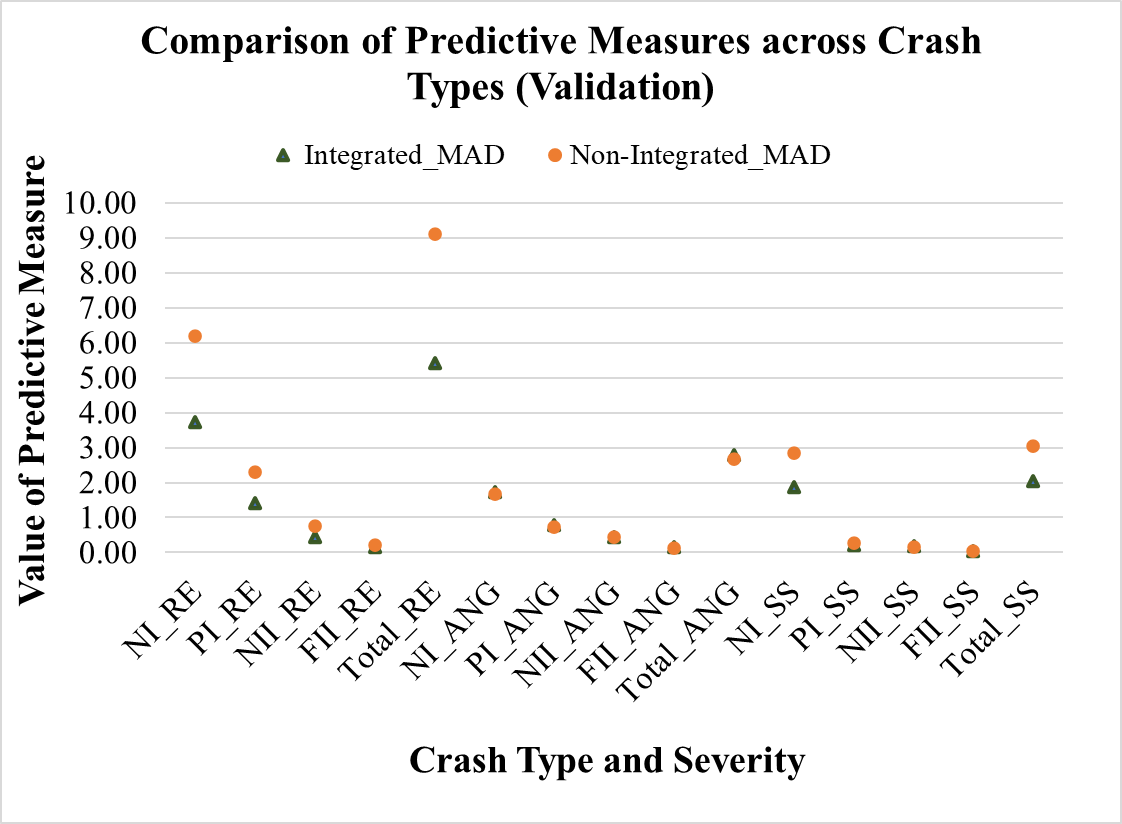 Comparison of Predictive Measures across Crash
Types (Validation)
Integrated_MAD
Non-Integrated_MAD
Value of Predictive Measure
10.00
9.00
8.00
7.00
6.00
5.00
4.00
3.00
2.00
1.00
0.00
NI_RE
PI_RE
NII_RE
FII_RE
Total_RE
NI_ANG
PI_ANG
NII_ANG
FII_ANG
Total_ANG
NI_SS
PI_SS
NII_SS
FII_SS
Total_SS
Crash Type and Severity